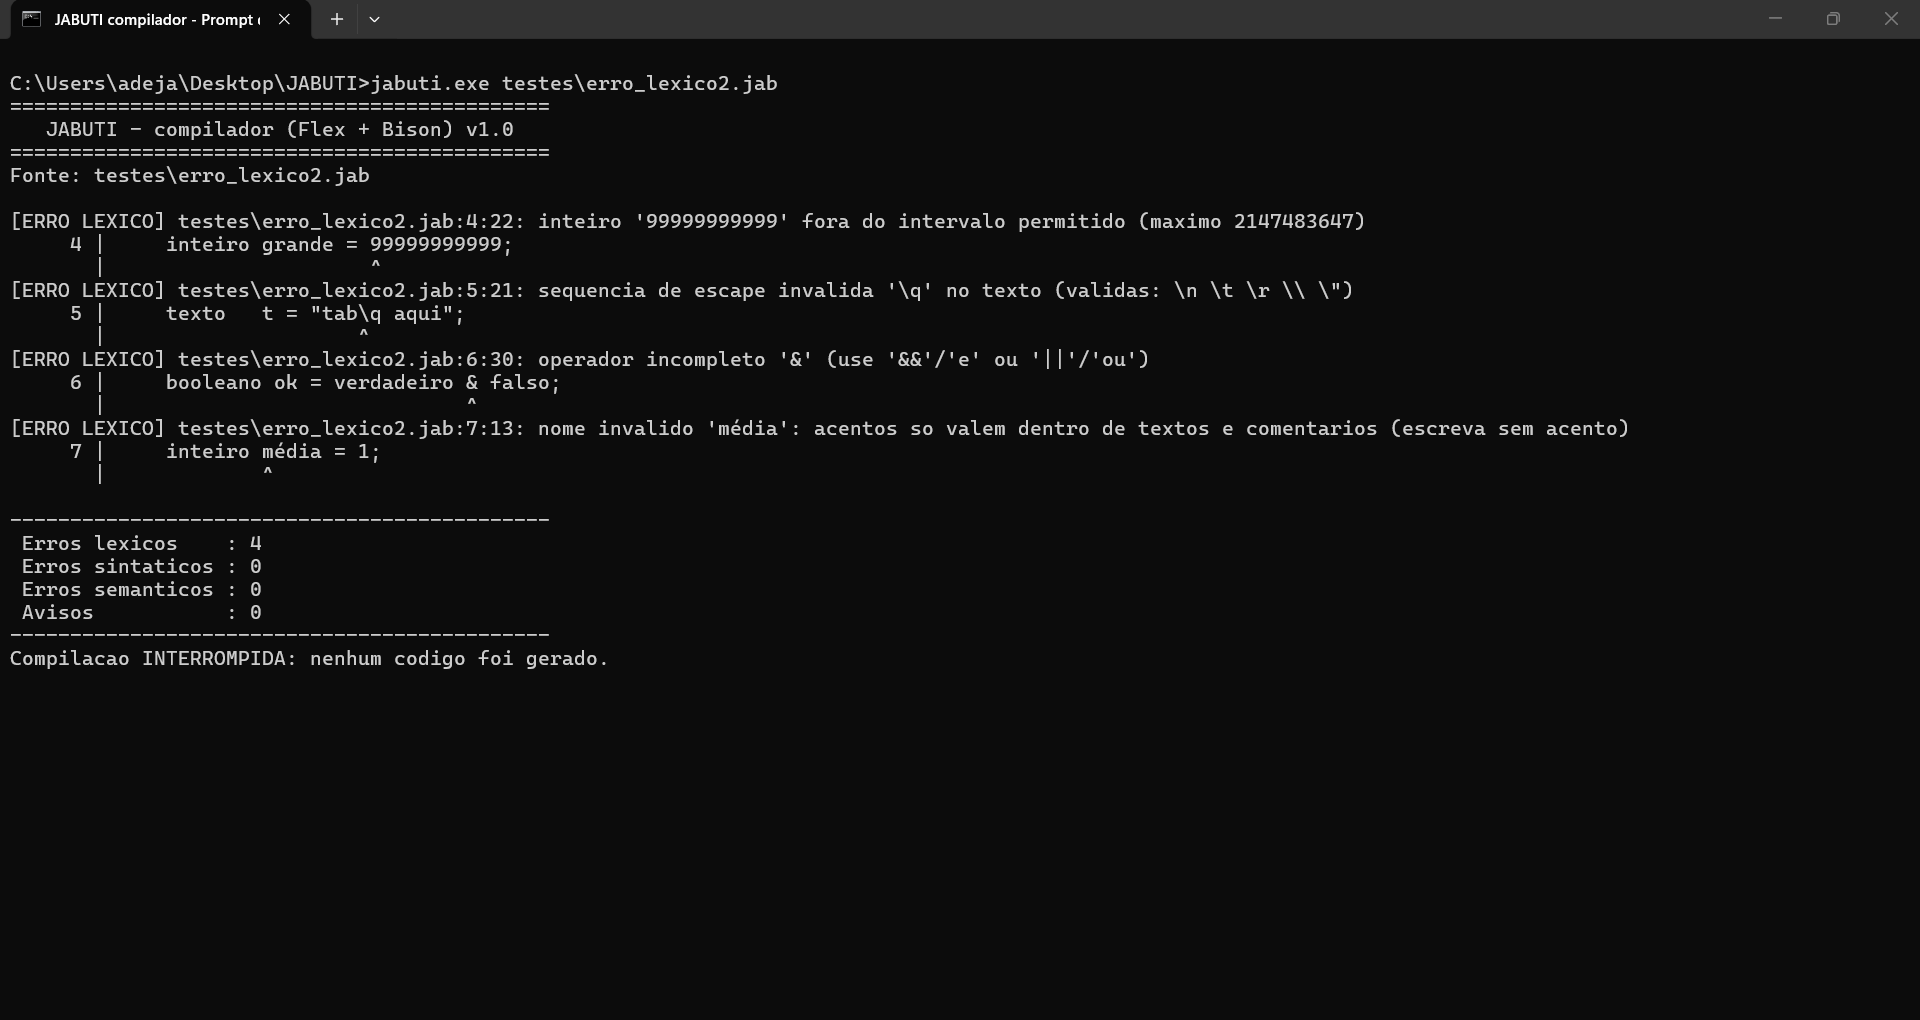 JABUTI compilador - Prompt
C:\Users\adeja\Desktop\JABUTI>jabuti.exe testes\erro_lexico2.jab
=============================================
   JABUTI - compilador (Flex + Bison) v1.0
=============================================
Fonte: testes\erro_lexico2.jab
[ERRO LEXICO] testes\erro_lexico2.jab:4:22: inteiro '99999999999' fora do intervalo permitido (maximo 2147483647)
     4 |     inteiro grande = 99999999999;
       |                      ^
[ERRO LEXICO] testes\erro_lexico2.jab:5:21: sequencia de escape invalida '\q' no texto (validas: \n \t \r \\ \")
     5 |     texto   t = "tab\q aqui";
       |                     ^
[ERRO LEXICO] testes\erro_lexico2.jab:6:30: operador incompleto '&' (use '&&'/'e' ou '||'/'ou')
     6 |     booleano ok = verdadeiro & falso;
       |                              ^
[ERRO LEXICO] testes\erro_lexico2.jab:7:13: nome invalido 'média': acentos so valem dentro de textos e comentarios (escreva sem acento)
     7 |     inteiro média = 1;
       |             ^
---------------------------------------------
 Erros lexicos    : 4
 Erros sintaticos : 0
 Erros semanticos : 0
 Avisos           : 0
---------------------------------------------
Compilacao INTERROMPIDA: nenhum codigo foi gerado.